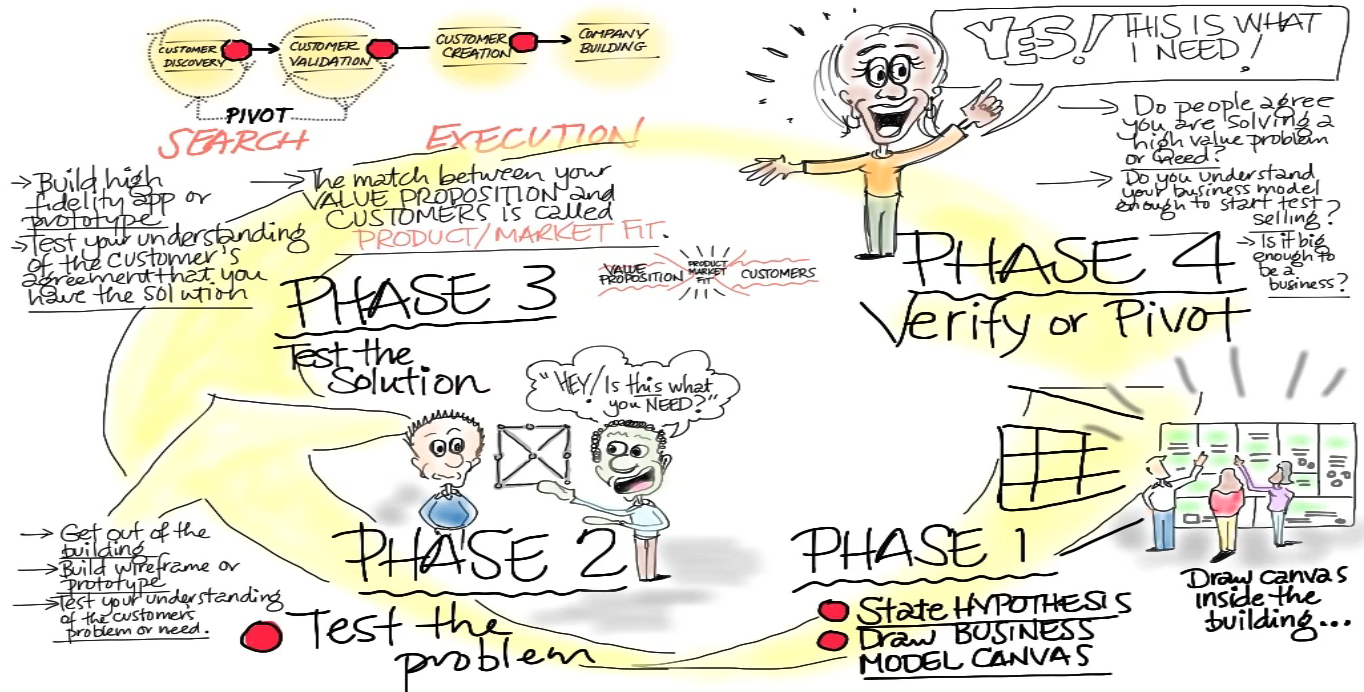 CUSTOMER
DISCOVERY
CUSTOMER
VALIDATION
CUSTOMER
CREATION
COMPANY
BUILDING
PIVOT
SEARCH
EXECUTION
YES! THIS IS WHAT
I NEED!
→ Do people agree
you are solving a
high value problem
or need?
→ Do you understand
your business model
enough to start test
selling?
→ Is it big
enough to
be a
business?
PHASE 4
Verify or Pivot
→ Build high
fidelity app or
prototype
→ Test your understanding
of the customer's
agreement that you
have the solution
→ The match between your
VALUE PROPOSITION and
CUSTOMERS is called
PRODUCT/MARKET FIT.
VALUE
PROPOSITION
PRODUCT
MARKET
FIT
CUSTOMERS
PHASE 3
Test the
Solution
"HEY! Is this what
you NEED?"
→ Get out of the
building
→ Build wireframe or
prototype
→ Test your understanding
of the customers
problem or need.
PHASE 2
Test the
problem
PHASE 1
State HYPOTHESIS
Draw BUSINESS
MODEL CANVAS
Draw canvas
inside the
building...